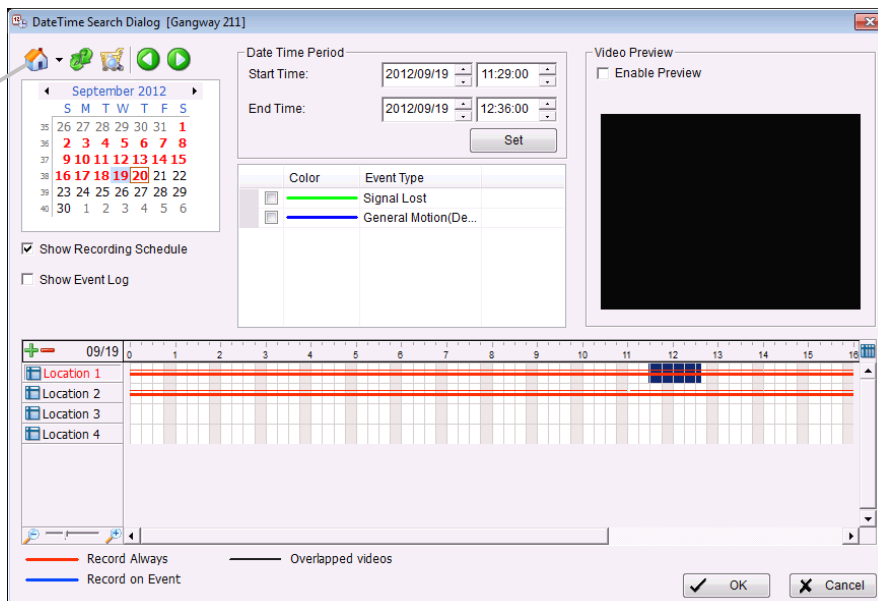 DateTime Search Dialog [Gangway 211]
Date Time Period
Start Time: 2012/09/19 11:29:00
End Time: 2012/09/19 12:36:00
Set
Video Preview
Enable Preview
September 2012
S M T W T F S
35 26 27 28 29 30 31 1
36 2 3 4 5 6 7 8
37 9 10 11 12 13 14 15
38 16 17 18 19 20 21 22
39 23 24 25 26 27 28 29
40 30 1 2 3 4 5 6
Show Recording Schedule
Show Event Log
Color Event Type
Signal Lost
General Motion(De...
09/19 0 1 2 3 4 5 6 7 8 9 10 11 12 13 14 15 16
Location 1
Location 2
Location 3
Location 4
Record Always
Overlapped videos
Record on Event
OK
Cancel